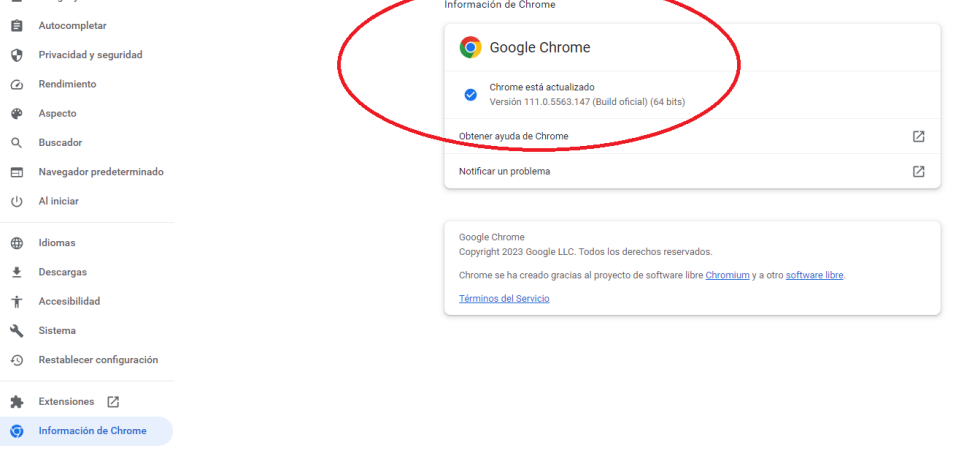 Autocompletar
Privacidad y seguridad
Rendimiento
Aspecto
Buscador
Navegador predeterminado
Al iniciar
Idiomas
Descargas
Accesibilidad
Sistema
Restablecer configuración
Extensiones
Información de Chrome
Información de Chrome
Google Chrome
Chrome está actualizado
Versión 111.0.5563.147 (Build oficial) (64 bits)
Obtener ayuda de Chrome
Notificar un problema
Google Chrome
Copyright 2023 Google LLC. Todos los derechos reservados.
Chrome se ha creado gracias al proyecto de software libre Chromium y a otro software libre.
Términos del Servicio